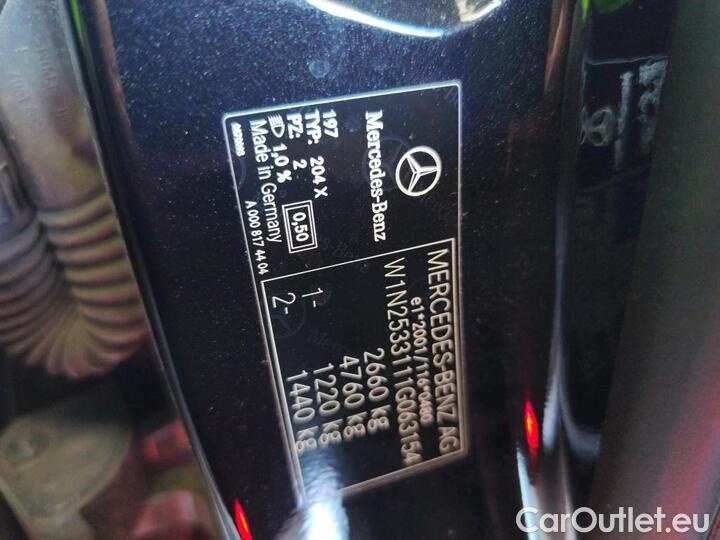 MERCEDES-BENZ AG
e1*2001/116*0480
W1N2533111G063154
2660 kg
4760 kg
1- 1220 kg
2- 1440 kg
Mercedes-Benz
197
TYP: 204 X
PZ: 2
1,0 % 0,50
Made in Germany
A 000 817 44 04
CarOutlet.eu